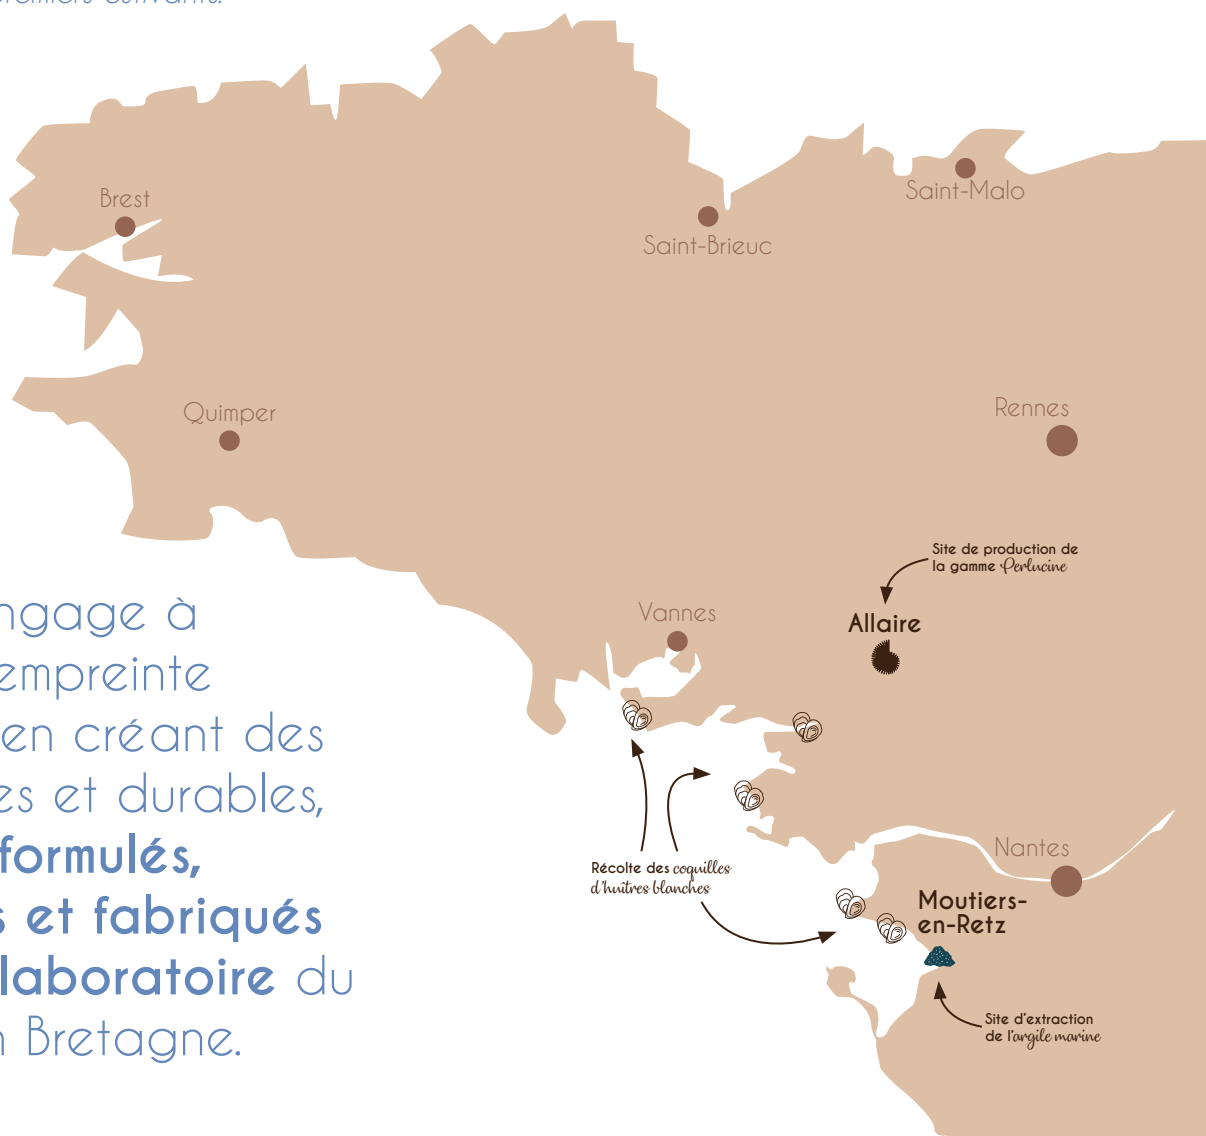 premiers estivants.
Brest
Saint-Malo
Saint-Brieuc
Quimper
Rennes
Site de production de
la gamme Perlucine
Vannes
Allaire
ngage à
empreinte
en créant des
es et durables,
formulés,
s et fabriqués
laboratoire du
n Bretagne.
Nantes
Récolte des coquilles
d'huîtres blanches
Moutiers-
en-Retz
Site d'extraction
de l'argile marine